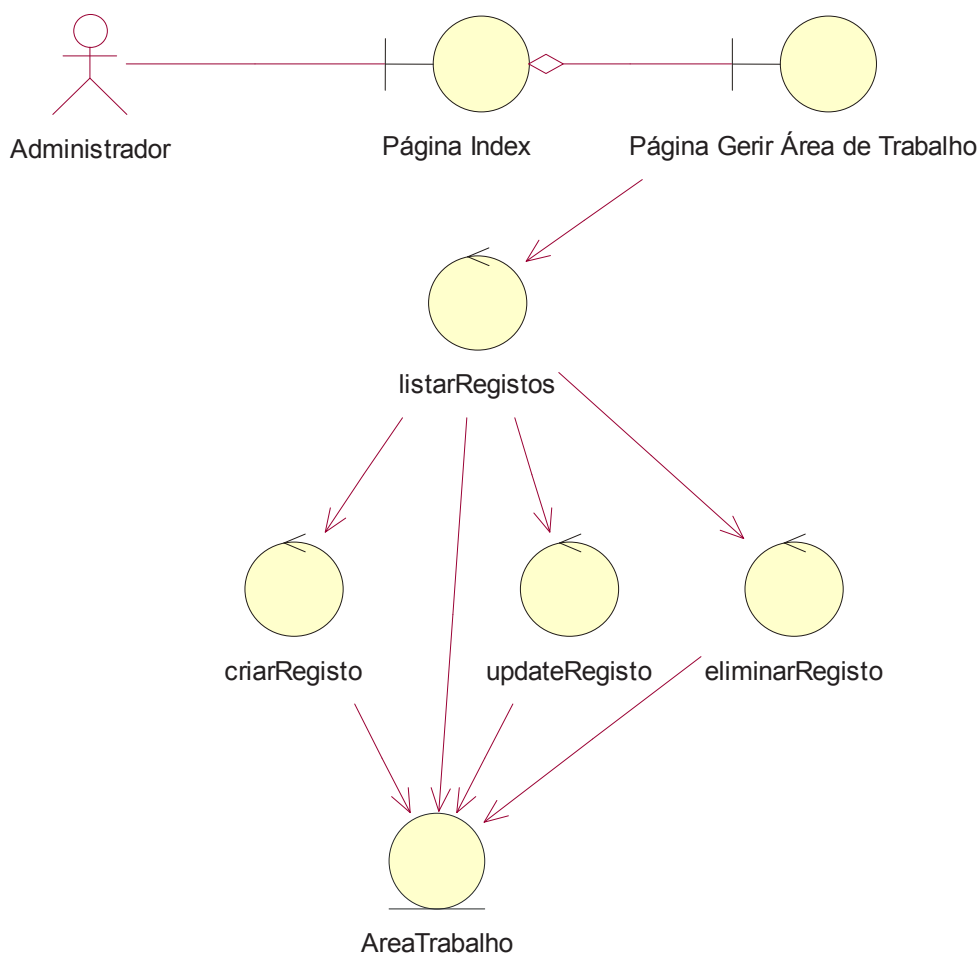 Administrador
Página Index
Página Gerir Área de Trabalho
listarRegistos
criarRegisto
updateRegisto
eliminarRegisto
AreaTrabalho